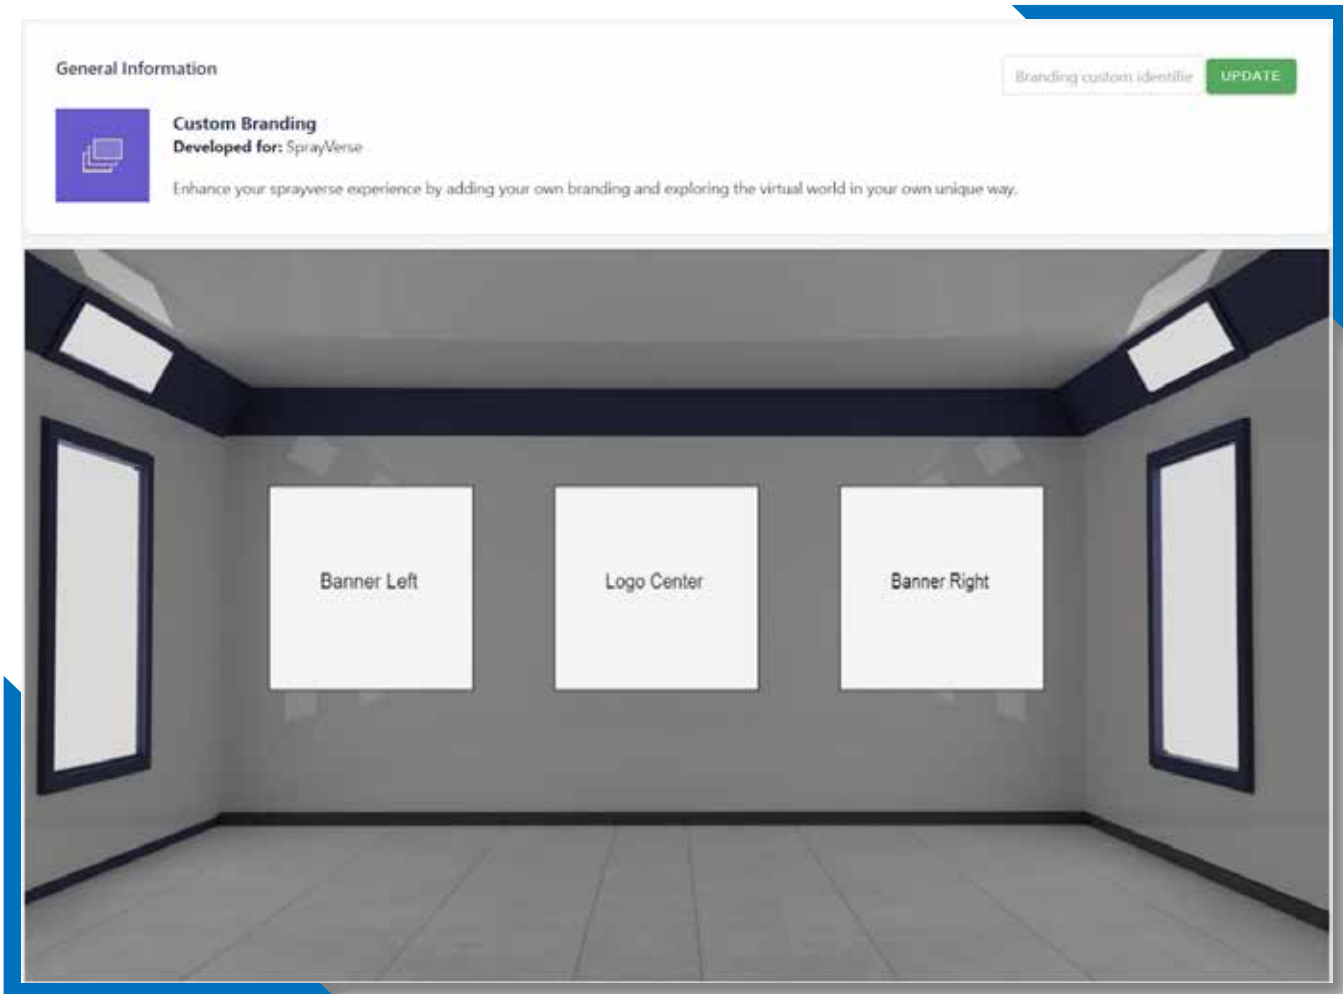 General Information
Branding custom identifie
UPDATE
Custom Branding
Developed for: SprayVerse
Enhance your sprayverse experience by adding your own branding and exploring the virtual world in your own unique way.
Banner Left
Logo Center
Banner Right